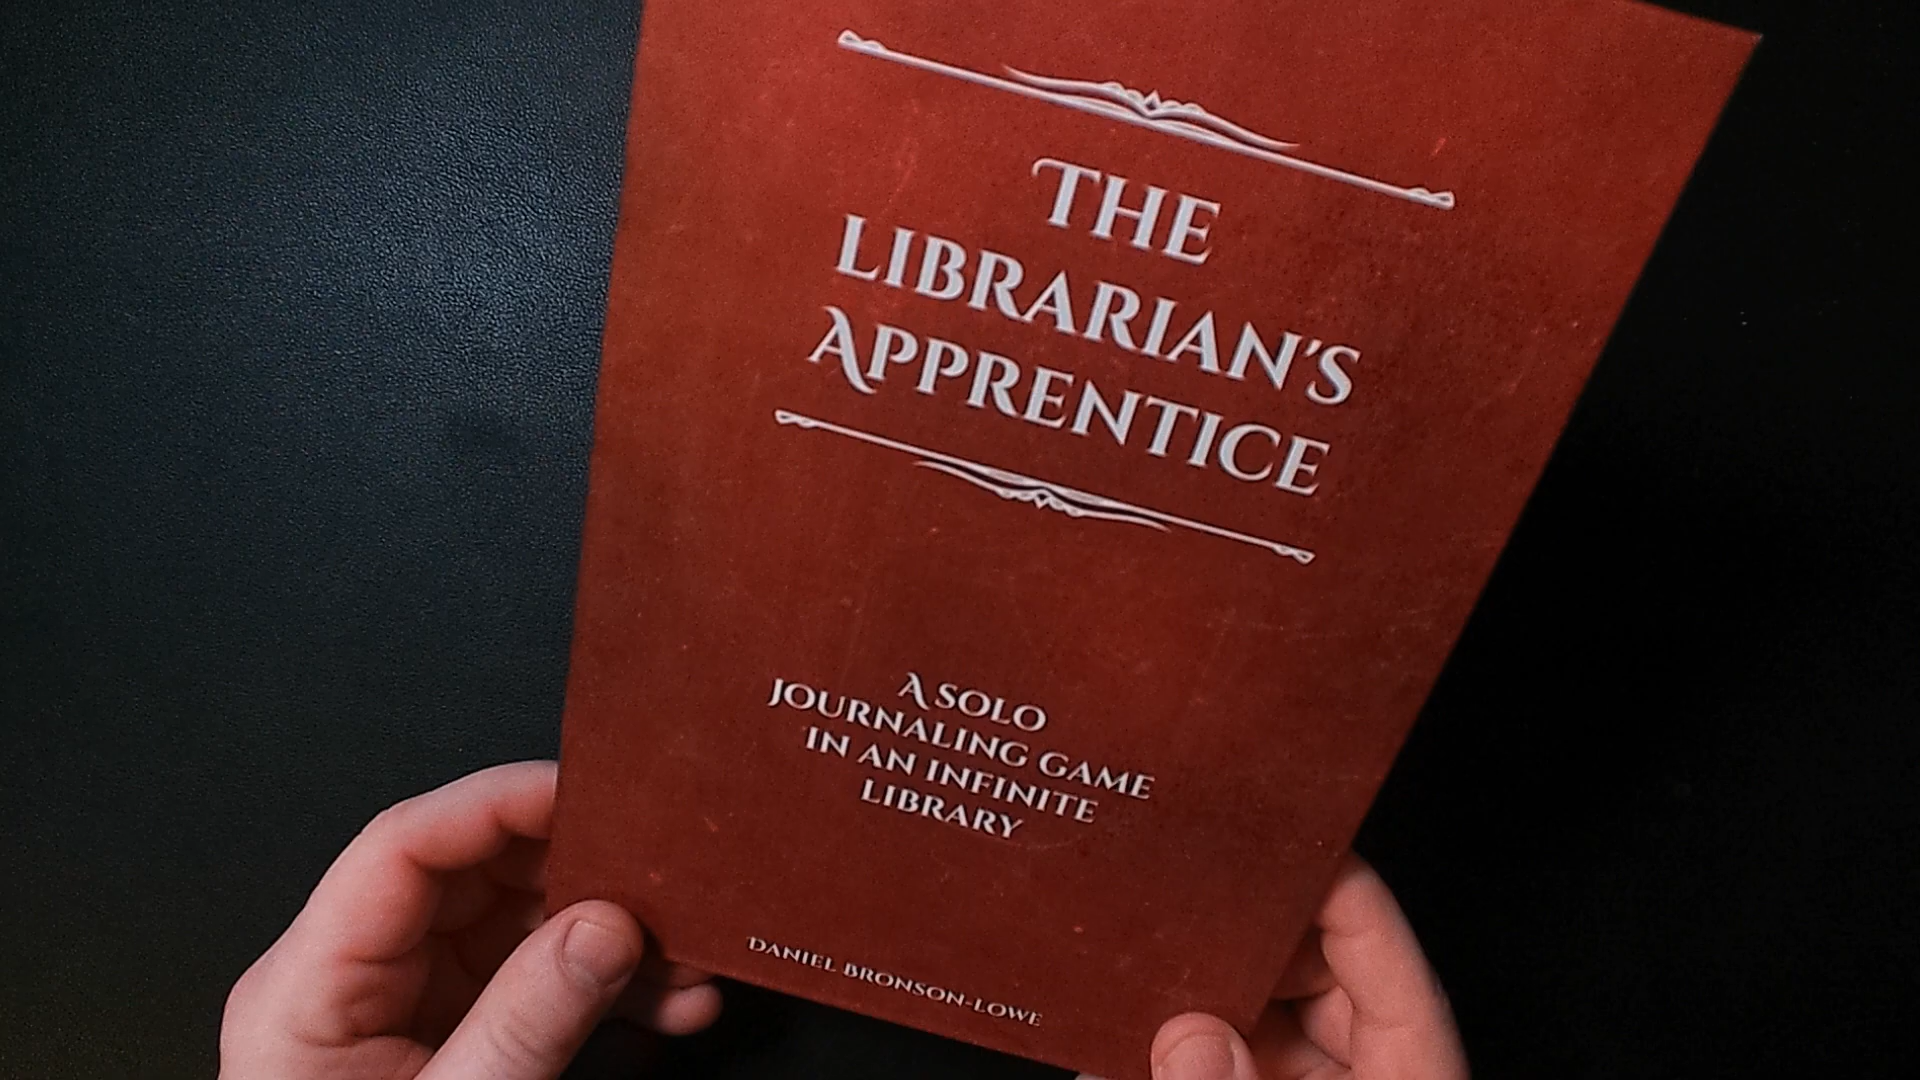 THE
LIBRARIAN'S
APPRENTICE
A SOLO
JOURNALING GAME
IN AN INFINITE
LIBRARY
DANIEL BRONSON-LOWE